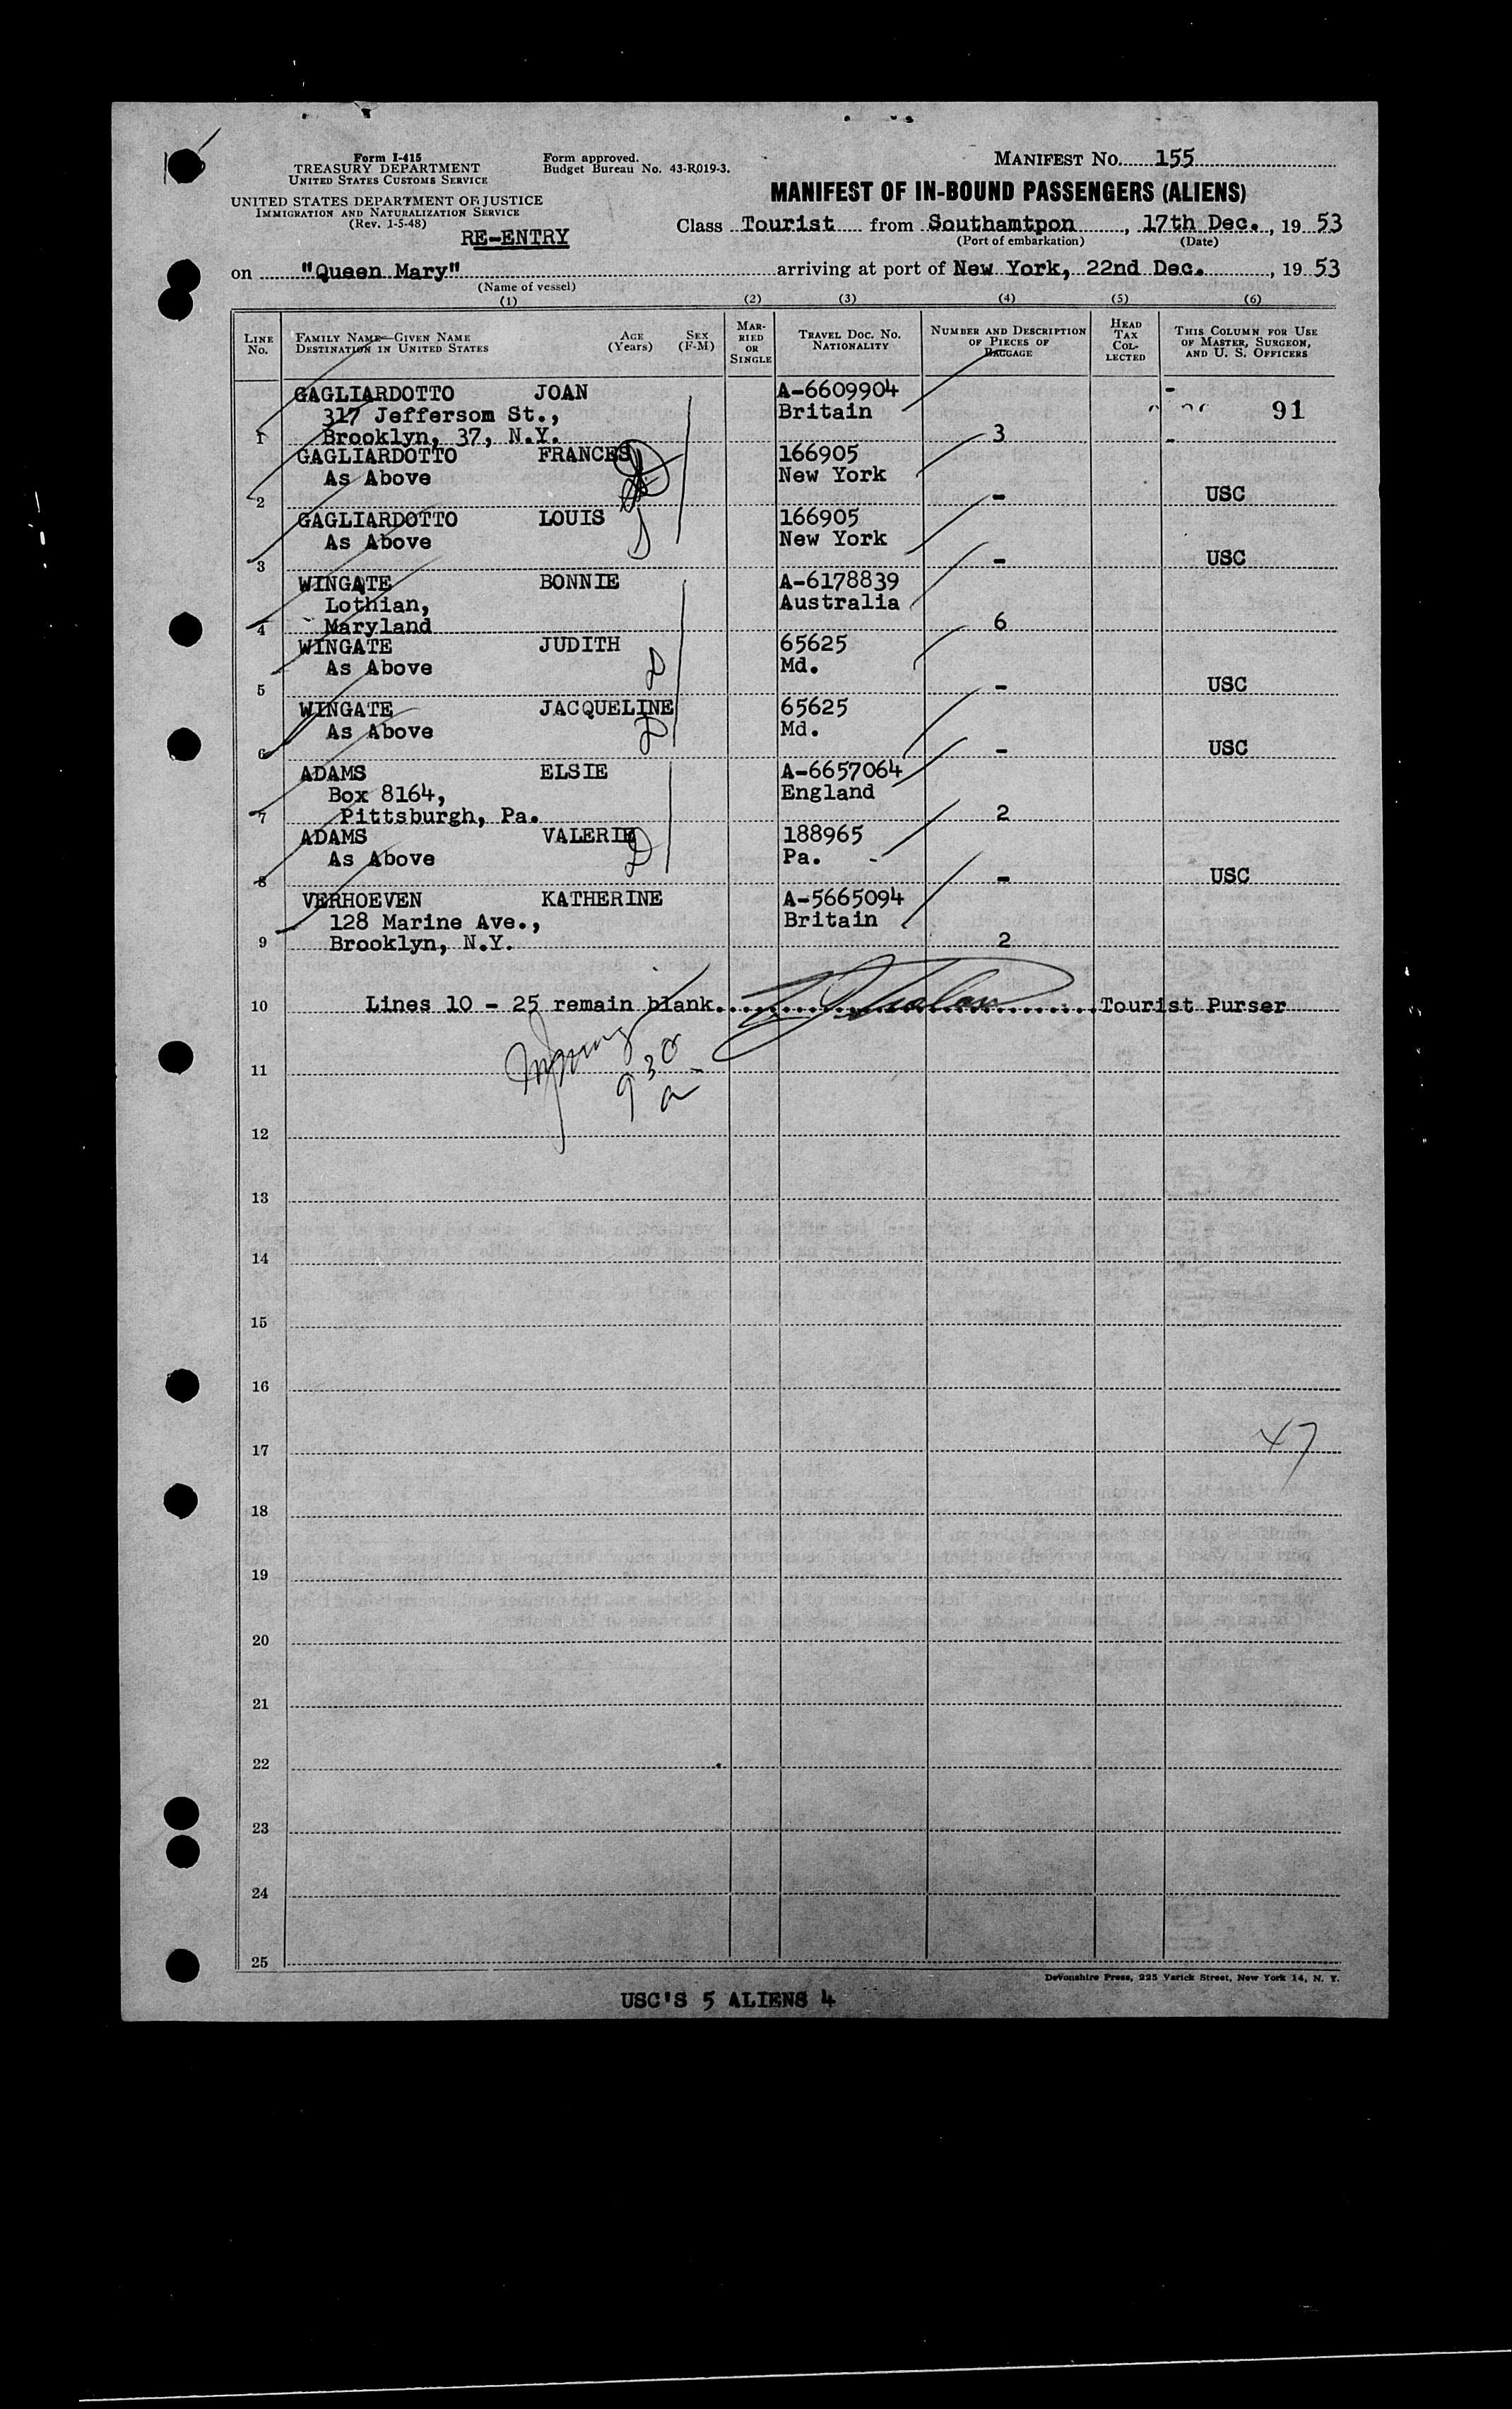 Form I-415
TREASURY DEPARTMENT
UNITED STATES CUSTOMS SERVICE
UNITED STATES DEPARTMENT OF JUSTICE
IMMIGRATION AND NATURALIZATION SERVICE
(Rev. 1-5-48)
RE-ENTRY
Form approved.
Budget Bureau No. 43-R019-3.
MANIFEST NO. 155
MANIFEST OF IN-BOUND PASSENGERS (ALIENS)
Class Tourist from Southamtpon, 17th Dec., 19 53
(Port of embarkation) (Date)
on "Queen Mary" arriving at port of New York, 22nd Dec., 19 53
(Name of vessel)
(1) (2) (3) (4) (5) (6)
LINE No. FAMILY NAME—GIVEN NAME DESTINATION IN UNITED STATES AGE (Years) SEX (F-M) MARRIED OR SINGLE TRAVEL DOC. NO. NATIONALITY NUMBER AND DESCRIPTION OF PIECES OF BAGGAGE HEAD TAX COLLECTED THIS COLUMN FOR USE OF MASTER, SURGEON, AND U. S. OFFICERS
GAGLIARDOTTO JOAN A-6609904
317 Jeffersom St., Britain 91
1 Brooklyn, 37, N.Y. 3
GAGLIARDOTTO FRANCES 166905
As Above New York
2 - USC
GAGLIARDOTTO LOUIS 166905
As Above New York
3 - USC
WINGATE BONNIE A-6178839
Lothian, Australia
4 Maryland 6
WINGATE JUDITH 65625
As Above Md.
5 - USC
WINGATE JACQUELINE 65625
As Above Md.
6 - USC
ADAMS ELSIE A-6657064
Box 8164, England
7 Pittsburgh, Pa. 2
ADAMS VALERIE 188965
As Above Pa.
8 - USC
VERHOEVEN KATHERINE A-5665094
128 Marine Ave., Britain
9 Brooklyn, N.Y. 2
10 Lines 10 - 25 remain blank. Tourist Purser
930
a
11
12
13
14
15
16
17 47
18
19
20
21
22
23
24
25
Devonshire Press, 225 Varick Street, New York 14, N. Y.
USC'S 5 ALIENS 4